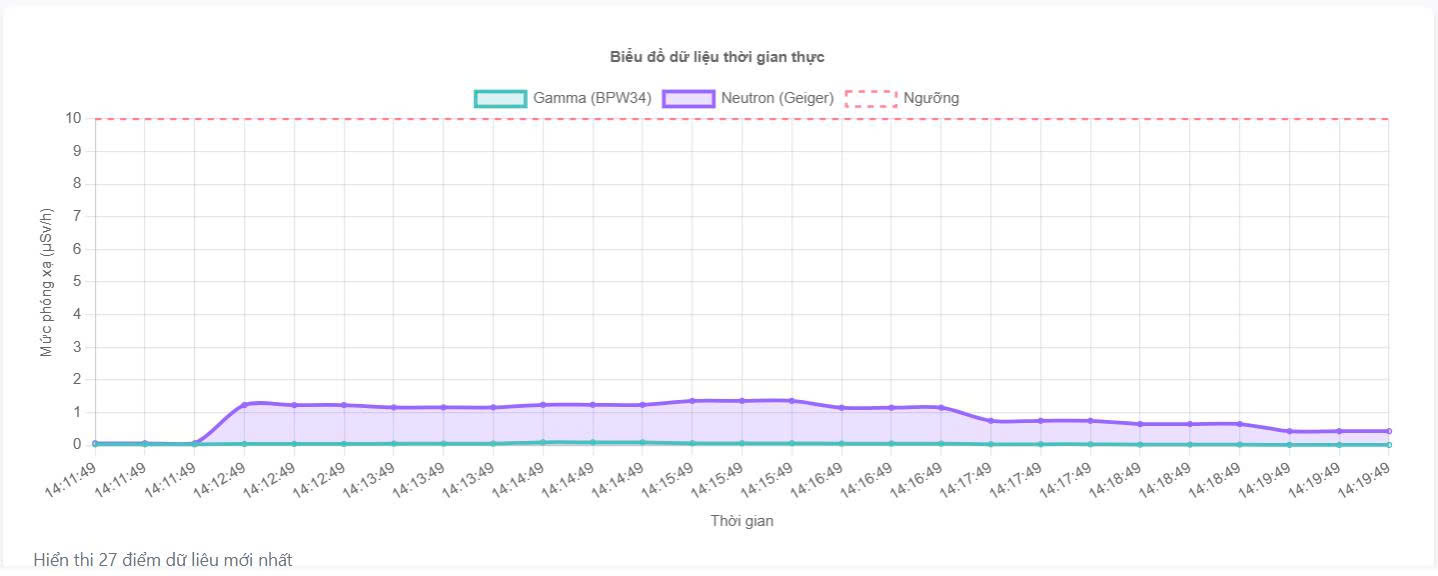 Biểu đồ dữ liệu thời gian thực
Gamma (BPW34) Neutron (Geiger) Ngưỡng
10
9
8
7
6
5
4
3
2
1
0
Mức phóng xạ (µSv/h)
14:11:49 14:11:49 14:11:49 14:12:49 14:12:49 14:12:49 14:13:49 14:13:49 14:13:49 14:14:49 14:14:49 14:14:49 14:15:49 14:15:49 14:15:49 14:16:49 14:16:49 14:16:49 14:17:49 14:17:49 14:17:49 14:18:49 14:18:49 14:18:49 14:19:49 14:19:49 14:19:49
Thời gian
Hiển thị 27 điểm dữ liệu mới nhất